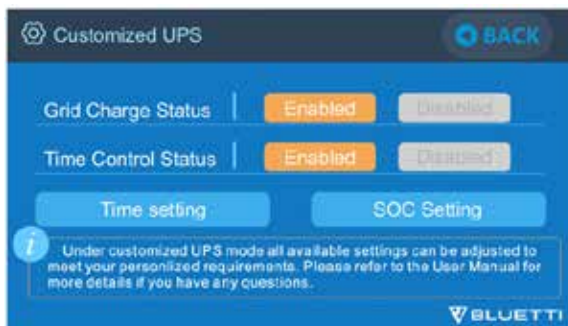 Customized UPS
BACK
Grid Charge Status Enabled Disabled
Time Control Status Enabled Disabled
Time setting SOC Setting
Under customized UPS mode all available settings can be adjusted to
meet your personlized requirements. Please refer to the User Manual for
more details if you have any questions.
BLUETTI